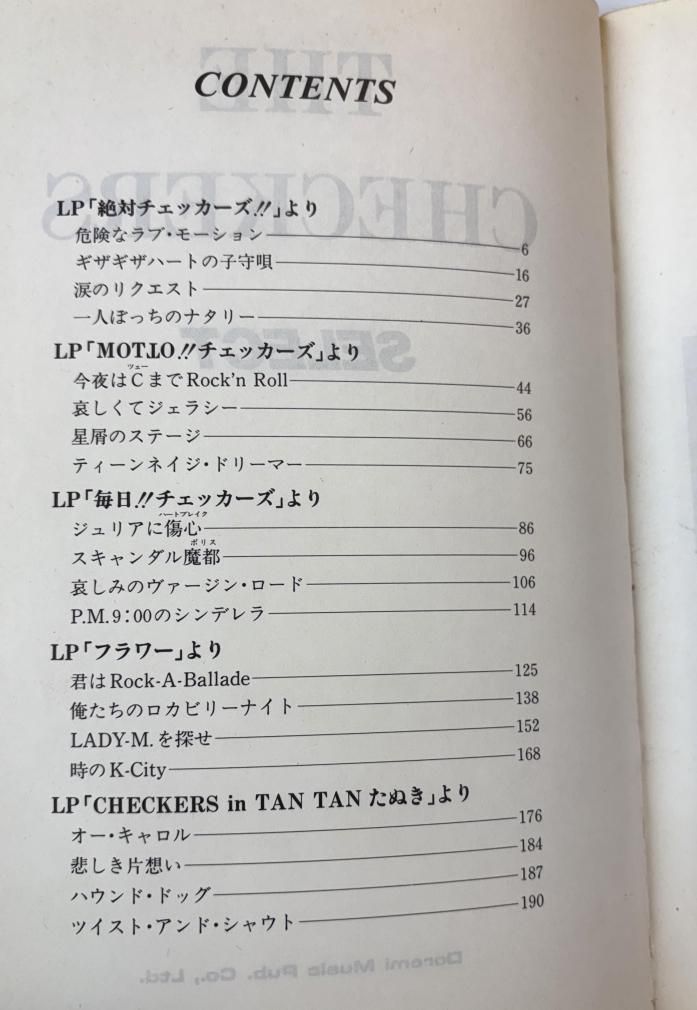 CONTENTS
LP「絶対チェッカーズ!!」より
危険なラブ・モーション 6
ギザギザハートの子守唄 16
涙のリクエスト 27
一人ぼっちのナタリー 36
LP「MOTTO!!チェッカーズ」より
ツュー
今夜はCまでRock'n Roll 44
哀しくてジェラシー 56
星屑のステージ 66
ティーンネイジ・ドリーマー 75
LP「毎日!!チェッカーズ」より
ハートブレイク
ジュリアに傷心 86
ポリス
スキャンダル魔都 96
哀しみのヴァージン・ロード 106
P.M.9:00のシンデレラ 114
LP「フラワー」より
君はRock-A-Ballade 125
俺たちのロカビリーナイト 138
LADY-M.を探せ 152
時のK-City 168
LP「CHECKERS in TAN TAN たぬき」より
オー・キャロル 176
悲しき片想い 184
ハウンド・ドッグ 187
ツイスト・アンド・シャウト 190
THE
CHECKERS
SELECT
Doremi Music Pub. Co., Ltd.